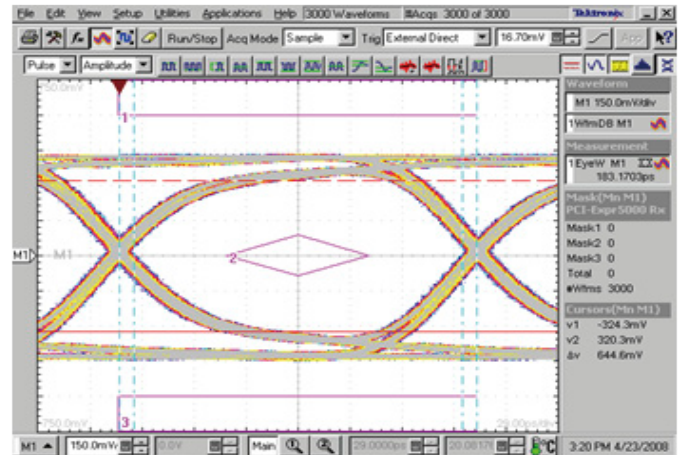 File Edit View Setup Utilities Applications Help 3000 Waveforms #Acqs 3000 of 3000 Tektronix
Run/Stop Acq Mode Sample Trig External Direct 16.70mV App
Pulse Amplitude
750.0mV
1
M1 M1
2
3
-750.0mV
Waveform
M1 150.0mV/div
1WfmDB M1
Measurement
1EyeW M1
183.1703ps
Mask(Mn M1)
PCI-Expr5000 Rx
Mask1 0
Mask2 0
Mask3 0
Total 0
#Wfms 3000
Cursors(Mn M1)
v1 -324.3mV
v2 320.3mV
Δv 644.6mV
M1 150.0mV 0.0V Main 29.0000ps °C 3:20 PM 4/23/2008